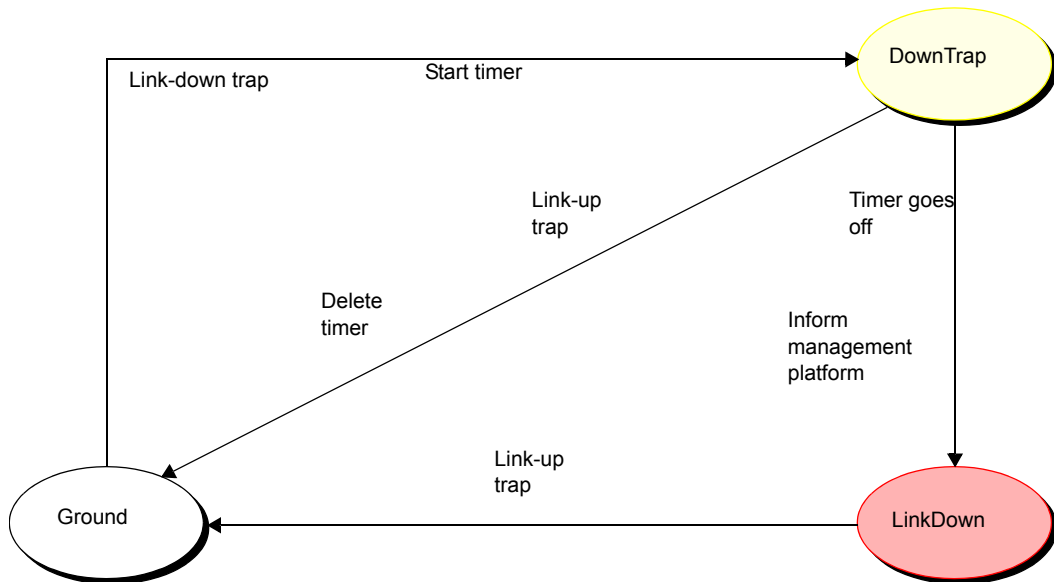 DownTrap
Link-down trap
Start timer
Link-up
trap
Timer goes
off
Delete
timer
Inform
management
platform
Link-up
trap
Ground
LinkDown